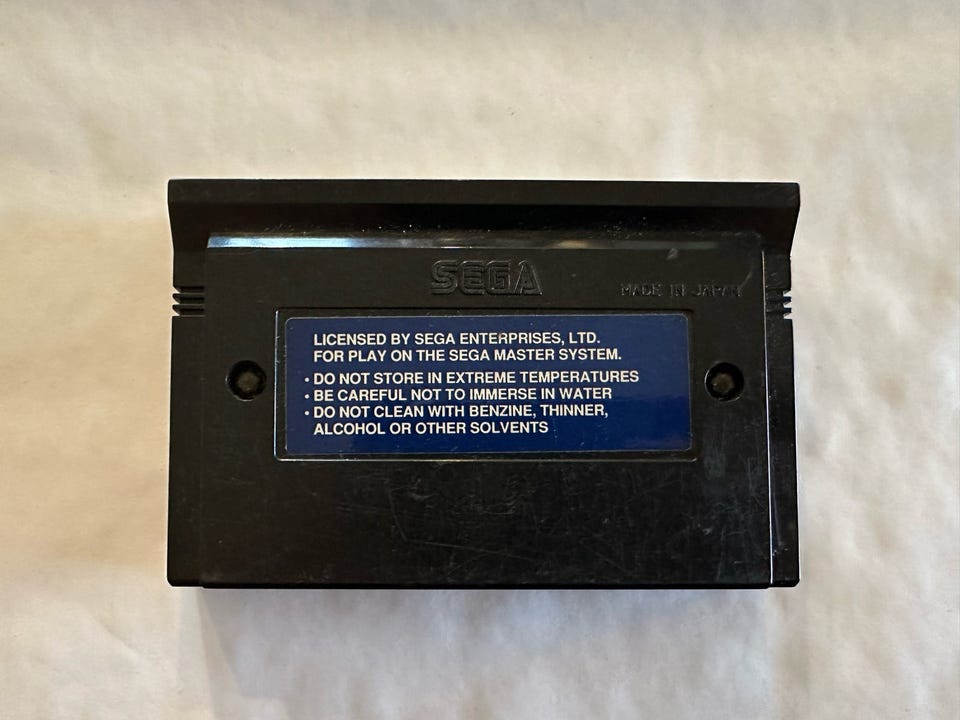 SEGA
MADE IN JAPAN
LICENSED BY SEGA ENTERPRISES, LTD.
FOR PLAY ON THE SEGA MASTER SYSTEM.
• DO NOT STORE IN EXTREME TEMPERATURES
• BE CAREFUL NOT TO IMMERSE IN WATER
• DO NOT CLEAN WITH BENZINE, THINNER,
ALCOHOL OR OTHER SOLVENTS